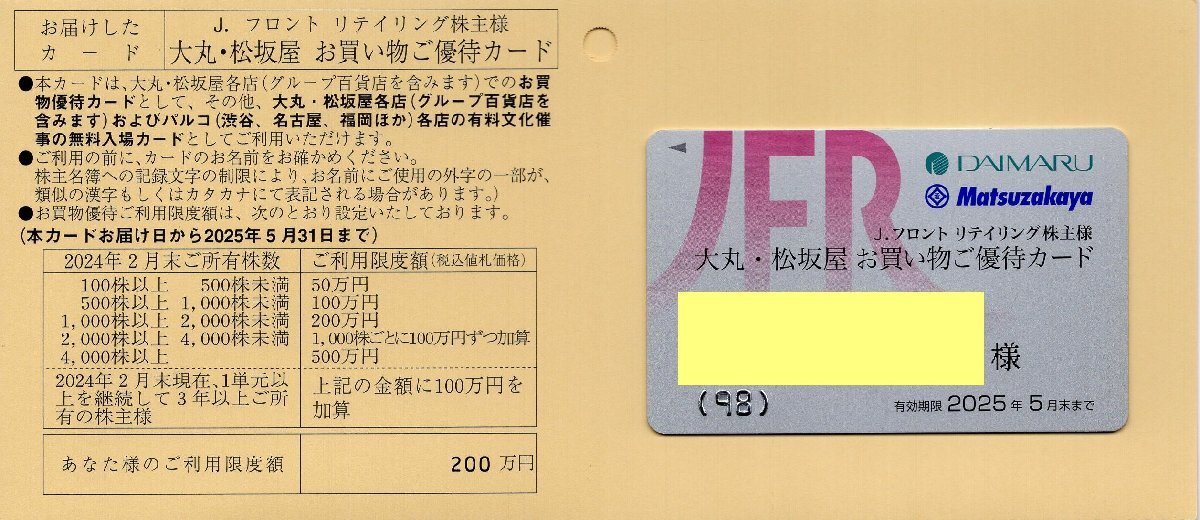 お届けした
カード
J. フロント リテイリング株主様
大丸・松坂屋 お買い物ご優待カード
●本カードは、大丸・松坂屋各店(グループ百貨店を含みます)でのお買
物優待カードとして、その他、大丸・松坂屋各店(グループ百貨店を
含みます)およびパルコ(渋谷、名古屋、福岡ほか)各店の有料文化催
事の無料入場カードとしてご利用いただけます。
●ご利用の前に、カードのお名前をお確かめください。
株主名簿への記録文字の制限により、お名前にご使用の外字の一部が、
類似の漢字もしくはカタカナにて表記される場合があります。)
●お買物優待ご利用限度額は、次のとおり設定いたしております。
(本カードお届け日から2025年5月31日まで)
2024年2月末ご所有株数 ご利用限度額(税込値札価格)
100株以上 500株未満 50万円
500株以上 1,000株未満 100万円
1,000株以上 2,000株未満 200万円
2,000株以上 4,000株未満 1,000株ごとに100万円ずつ加算
4,000株以上 500万円
2024年2月末現在、1単元以
上を継続して3年以上ご所
有の株主様
上記の金額に100万円を
加算
あなた様のご利用限度額 200万円
JFR
DAIMARU
Matsuzakaya
J.フロント リテイリング株主様
大丸・松坂屋 お買い物ご優待カード
様
(98)
有効期限 2025年5月末まで